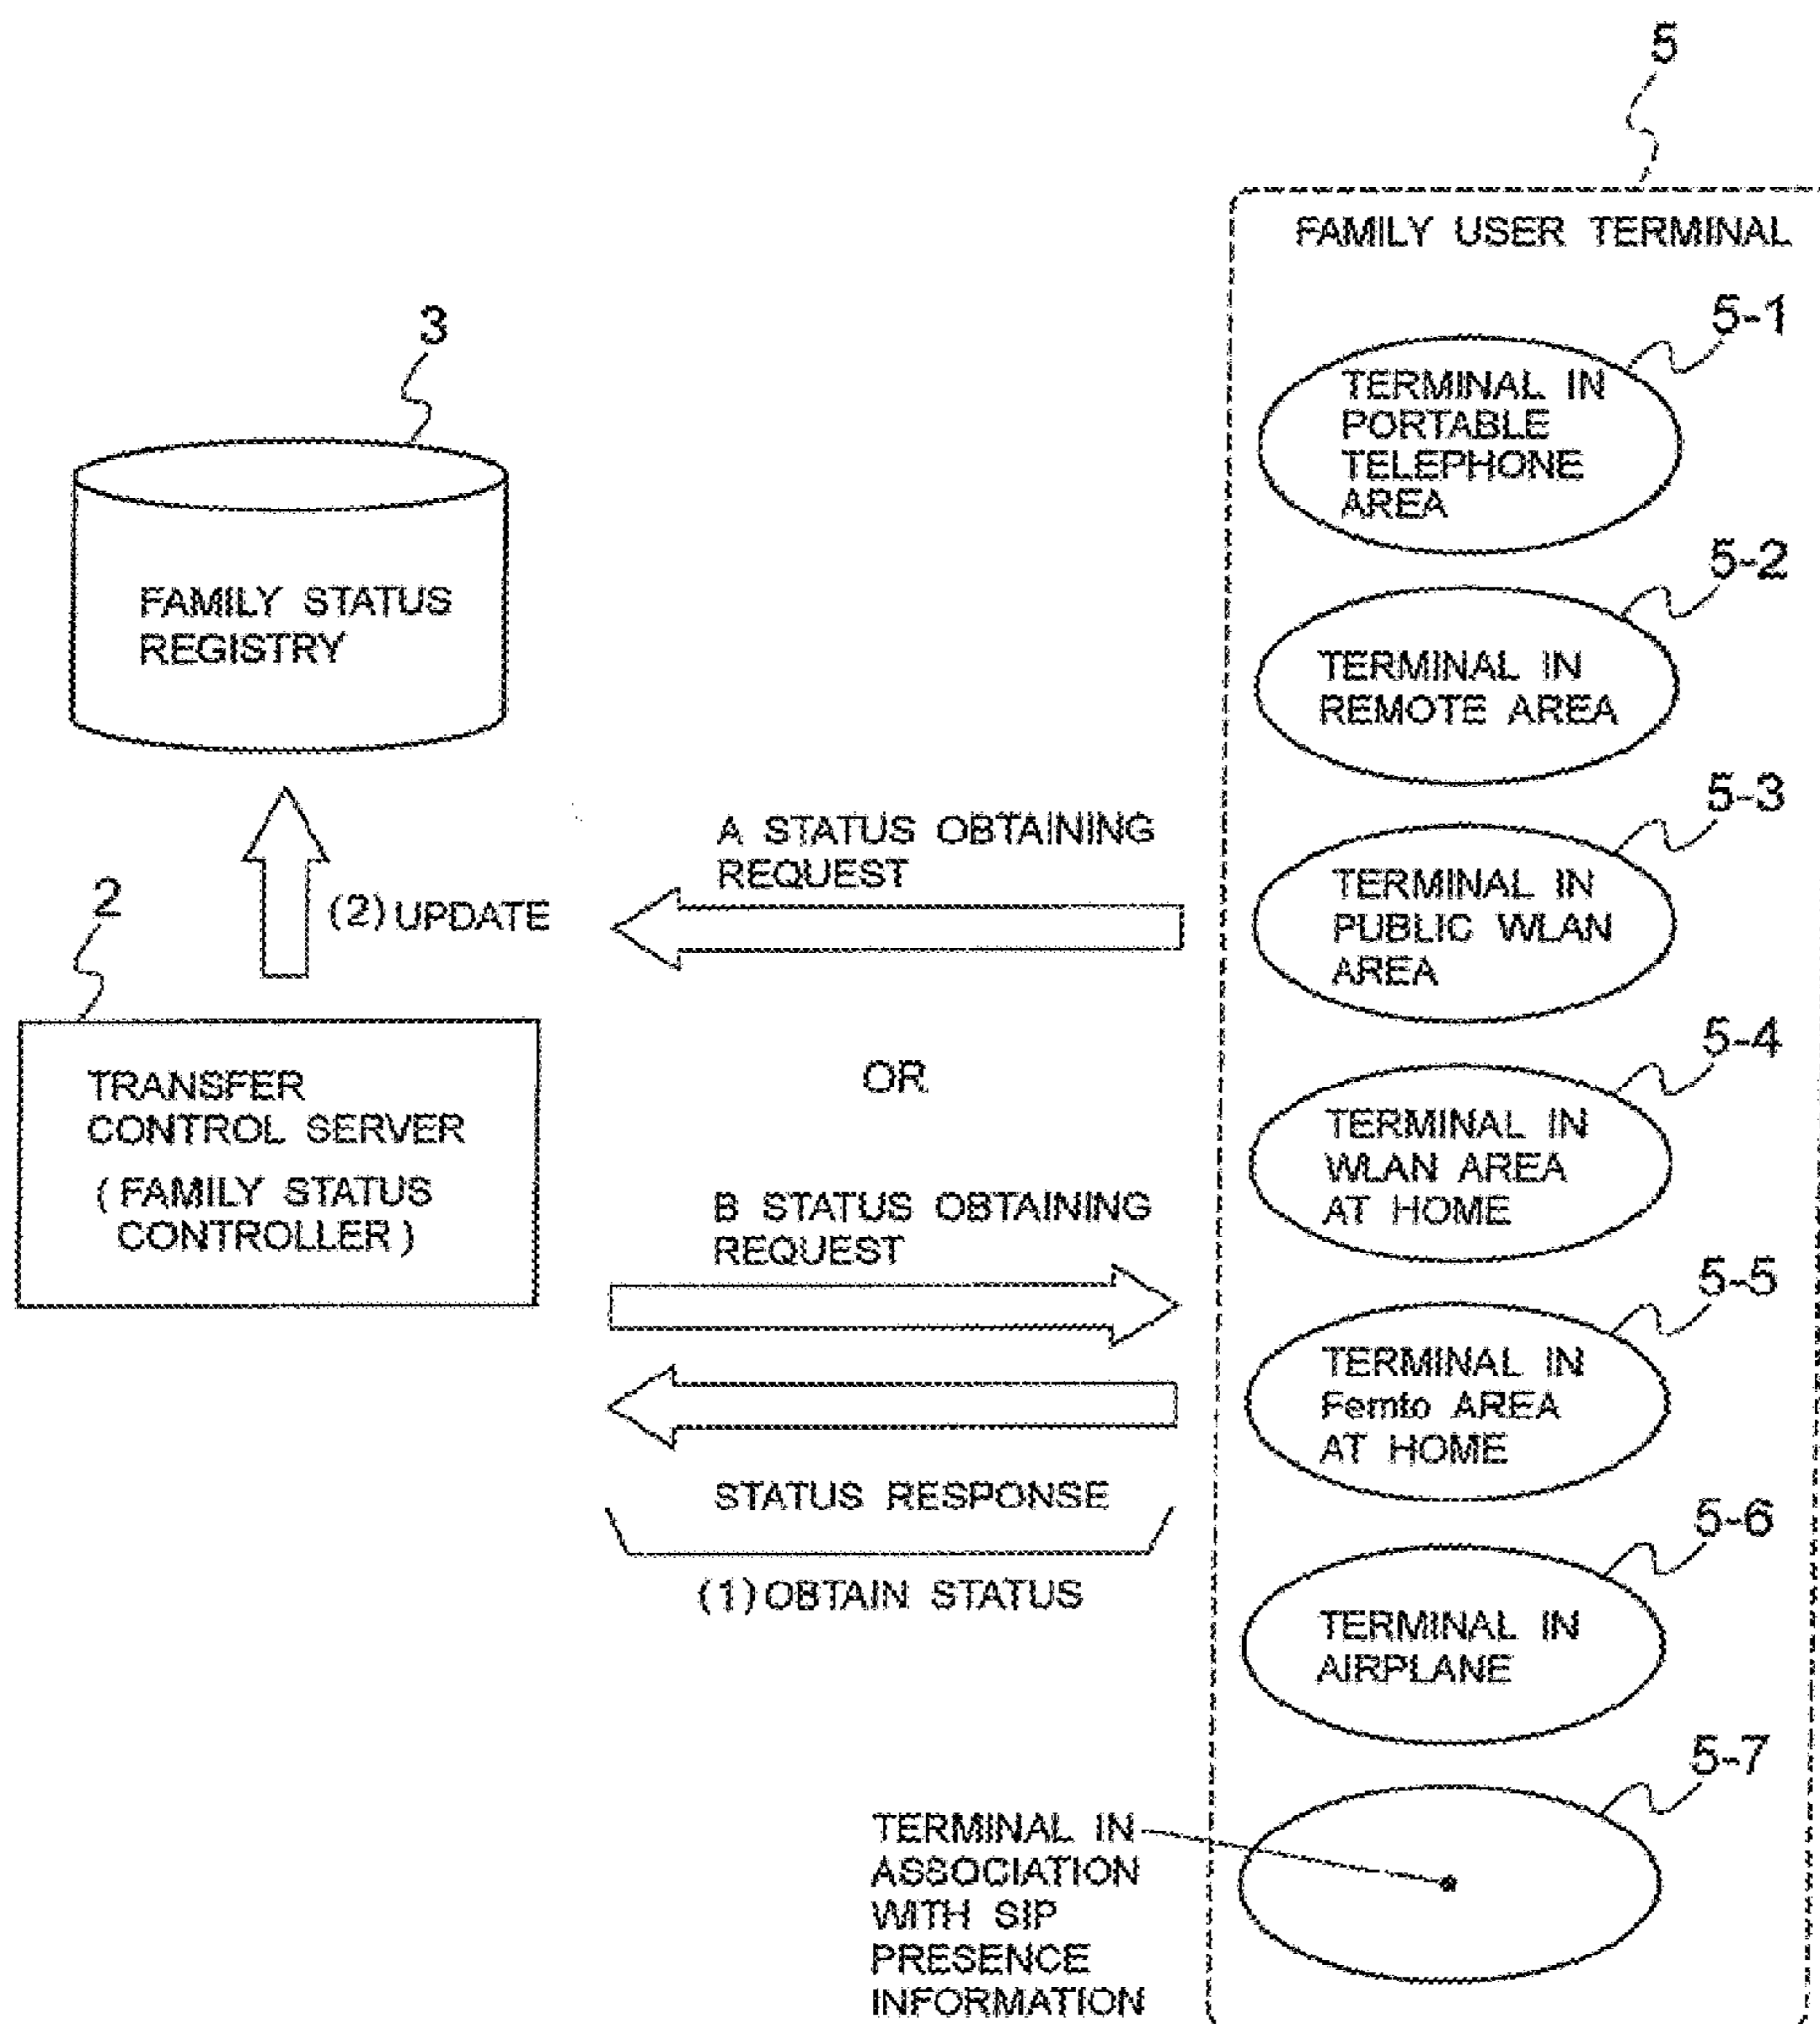 5
FAMILY USER TERMINAL
5-1
TERMINAL IN
PORTABLE
TELEPHONE
AREA
5-2
TERMINAL IN
REMOTE AREA
5-3
TERMINAL IN
PUBLIC WLAN
AREA
5-4
TERMINAL IN
WLAN AREA
AT HOME
5-5
TERMINAL IN
Femto AREA
AT HOME
5-6
TERMINAL IN
AIRPLANE
5-7
TERMINAL IN
ASSOCIATION
WITH SIP
PRESENCE
INFORMATION
3
FAMILY STATUS
REGISTRY
(2) UPDATE
2
TRANSFER
CONTROL SERVER
(FAMILY STATUS
CONTROLLER)
A STATUS OBTAINING
REQUEST
OR
B STATUS OBTAINING
REQUEST
STATUS RESPONSE
(1) OBTAIN STATUS